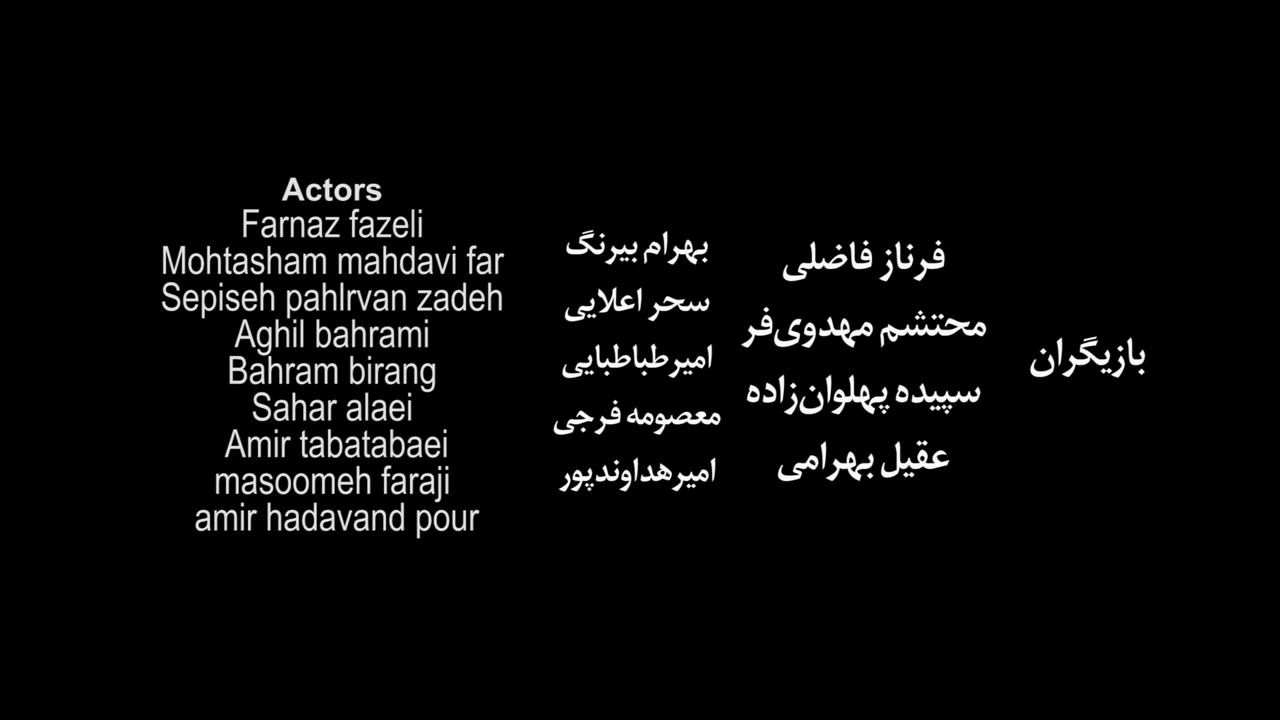 Actors
Farnaz fazeli
Mohtasham mahdavi far
Sepiseh pahlrvan zadeh
Aghil bahrami
Bahram birang
Sahar alaei
Amir tabatabaei
masoomeh faraji
amir hadavand pour
بازیگران
فرناز فاضلی
محتشم مهدوی‌فر
سپیده پهلوان‌زاده
عقیل بهرامی
بهرام بیرنگ
سحر اعلایی
امیرطباطبایی
معصومه فرجی
امیرهداوندپور